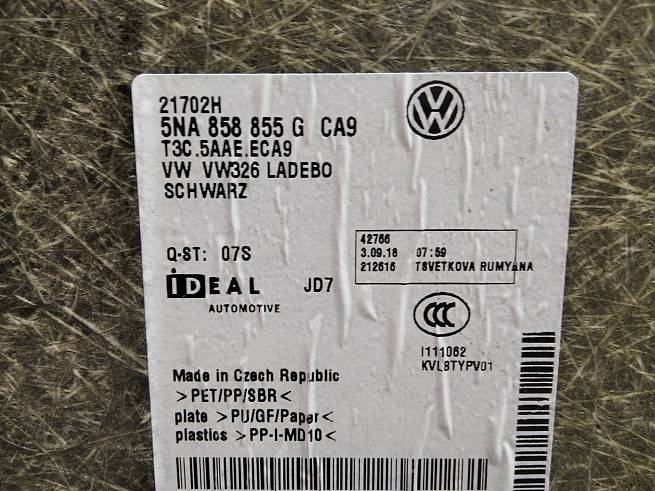 21702H
5NA 858 855 G CA9
T3C.5AAE.ECA9
VW VW326 LADEBO
SCHWARZ
Q-ST: 07S
42766
3.09.18 07:59
212616 TSVETKOVA RUMYANA
iDEAL JD7
AUTOMOTIVE
CCC
I111062
KVLBTYPV01
Made in Czech Republic
>PET/PP/SBR<
plate >PU/GF/Paper<
plastics >PP-I-MD10<